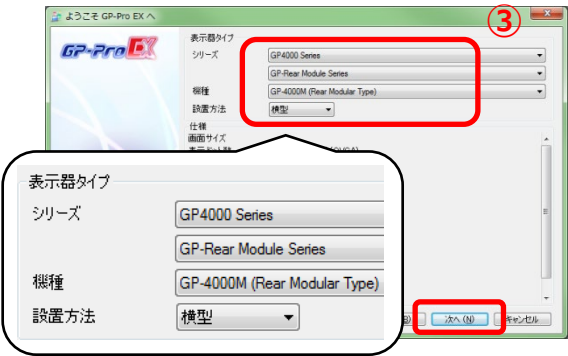 ようこそ GP-Pro EX へ
③
GP-Pro EX
表示器タイプ
シリーズ
GP4000 Series
GP-Rear Module Series
機種
GP-4000M (Rear Modular Type)
設置方法
横型
仕様
画面サイズ
表示器タイプ
シリーズ
GP4000 Series
GP-Rear Module Series
機種
GP-4000M (Rear Modular Type)
設置方法
横型
次へ (N)
キャンセル